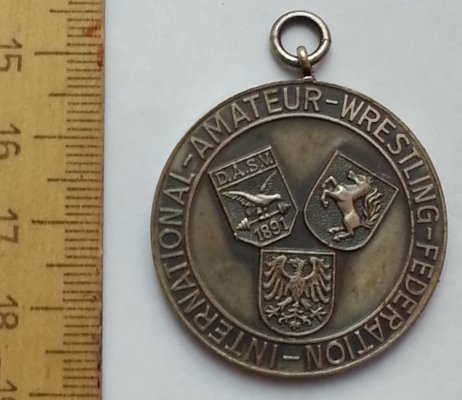 INTERNATIONAL-AMATEUR-WRESTLING-FEDERATION-
D.A.S.V.
1891
15
16
17
18